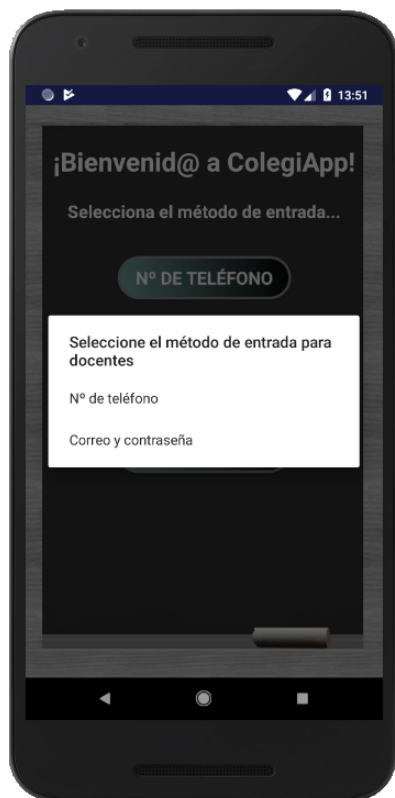 13:51
¡Bienvenid@ a ColegiApp!
Selecciona el método de entrada...
Nº DE TELÉFONO
Seleccione el método de entrada para
docentes
Nº de teléfono
Correo y contraseña